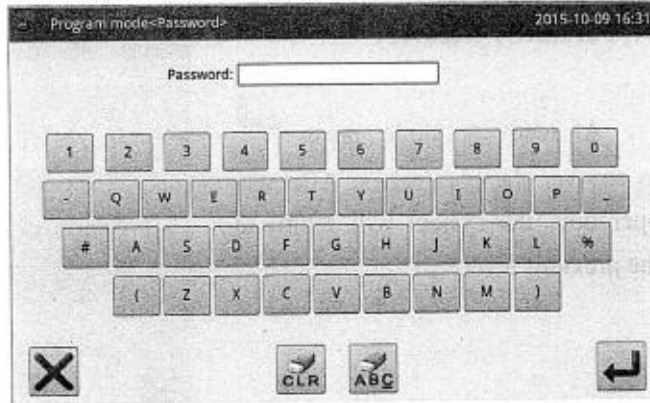 Program mode<Password> 2015-10-09 16:31
Password:
1 2 3 4 5 6 7 8 9 0
- Q W E R T Y U I O P _
# A S D F G H J K L %
( Z X C V B N M )
CLR ABC